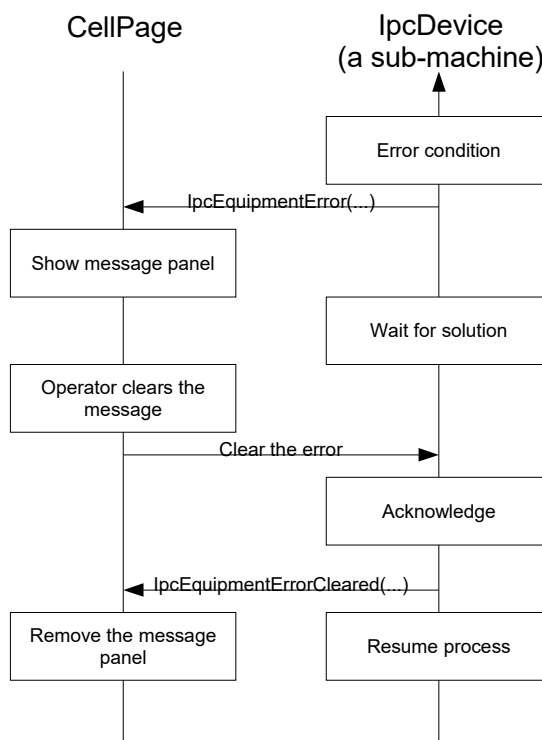 CellPage
IpcDevice
(a sub-machine)
Error condition
IpcEquipmentError(...)
Show message panel
Wait for solution
Operator clears the
message
Clear the error
Acknowledge
IpcEquipmentErrorCleared(...)
Remove the message
panel
Resume process